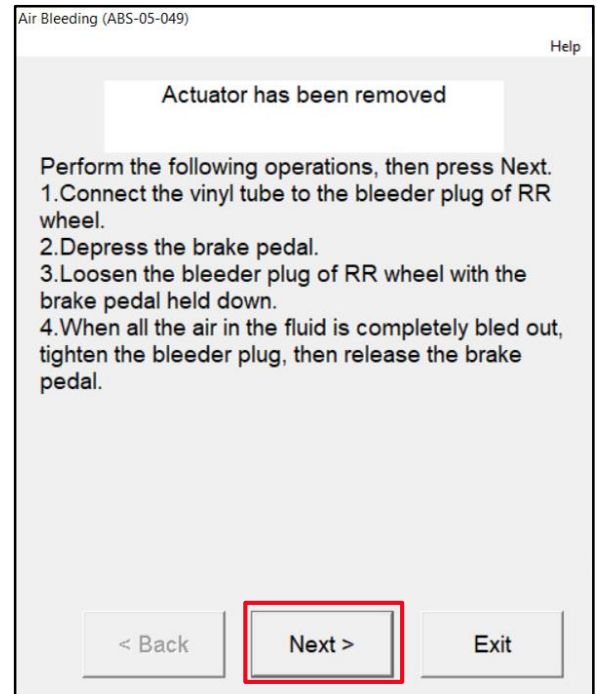 Air Bleeding (ABS-05-049)
Help
Actuator has been removed
Perform the following operations, then press Next.
1.Connect the vinyl tube to the bleeder plug of RR
wheel.
2.Depress the brake pedal.
3.Loosen the bleeder plug of RR wheel with the
brake pedal held down.
4.When all the air in the fluid is completely bled out,
tighten the bleeder plug, then release the brake
pedal.
< Back
Next >
Exit